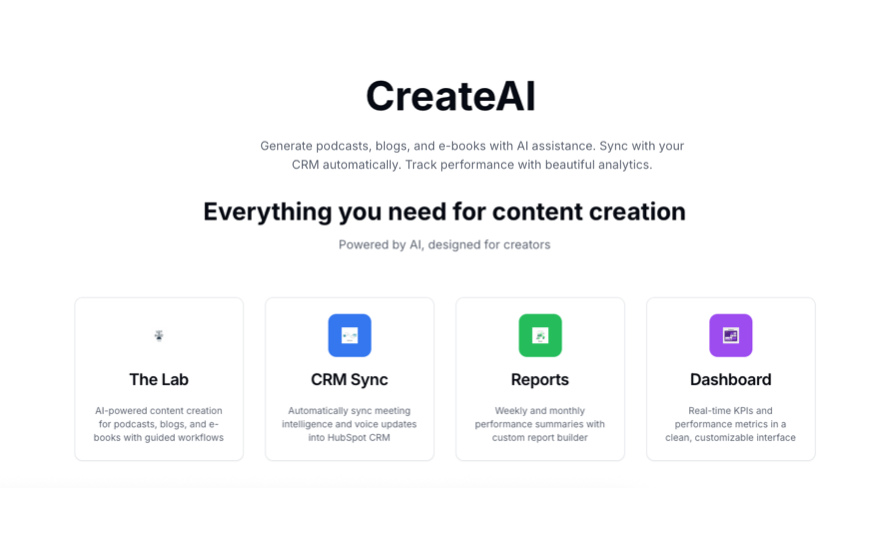 CreateAI
Generate podcasts, blogs, and e-books with AI assistance. Sync with your
CRM automatically. Track performance with beautiful analytics.
Everything you need for content creation
Powered by AI, designed for creators
The Lab
AI-powered content creation
for podcasts, blogs, and e-
books with guided workflows
CRM Sync
Automatically sync meeting
intelligence and voice updates
into HubSpot CRM
Reports
Weekly and monthly
performance summaries with
custom report builder
Dashboard
Real-time KPIs and
performance metrics in a
clean, customizable interface